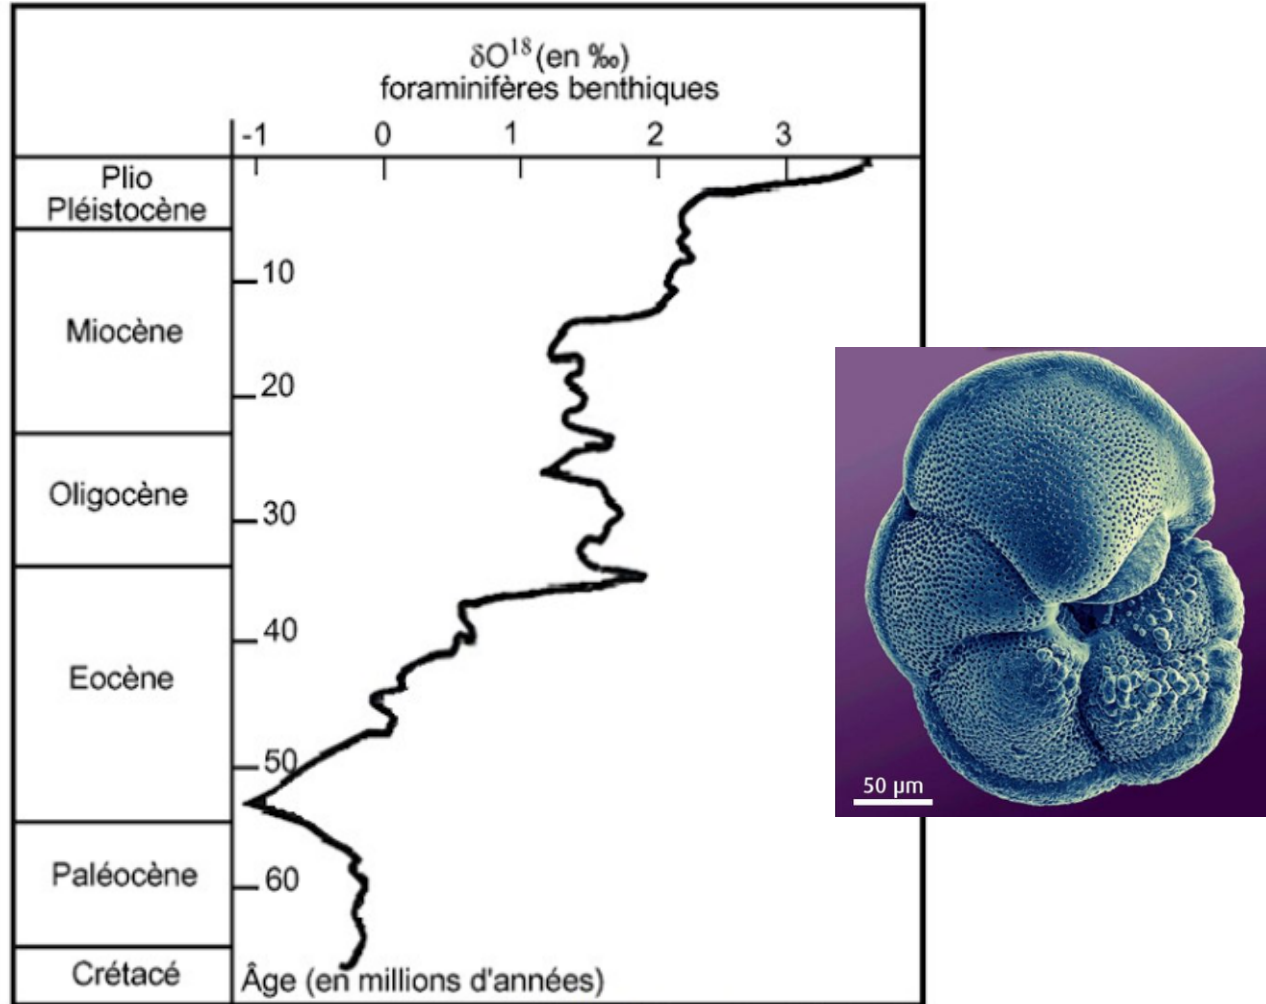 δO¹⁸ (en ‰)
foraminifères benthiques
-1 0 1 2 3
Plio
Pléistocène
10
Miocène
20
Oligocène
30
40
Eocène
50
50 µm
Paléocène
60
Crétacé
Âge (en millions d'années)